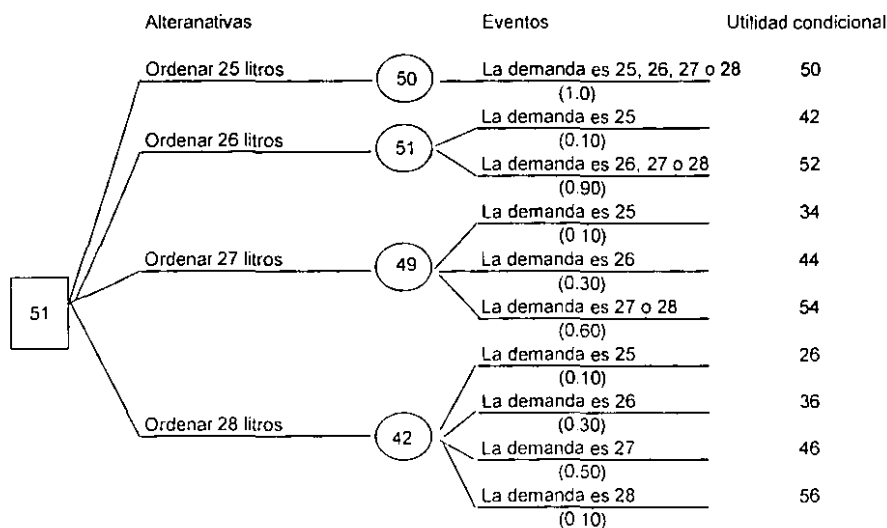 Alteranativas Eventos Utilidad condicional
Ordenar 25 litros 50 La demanda es 25, 26, 27 o 28 50
(1.0)
Ordenar 26 litros 51 La demanda es 25 42
(0.10)
La demanda es 26, 27 o 28 52
(0.90)
La demanda es 25 34
(0 10)
Ordenar 27 litros 49 La demanda es 26 44
(0.30)
51 La demanda es 27 o 28 54
(0.60)
La demanda es 25 26
(0.10)
Ordenar 28 litros 42 La demanda es 26 36
(0.30)
La demanda es 27 46
(0.50)
La demanda es 28 56
(0 10)